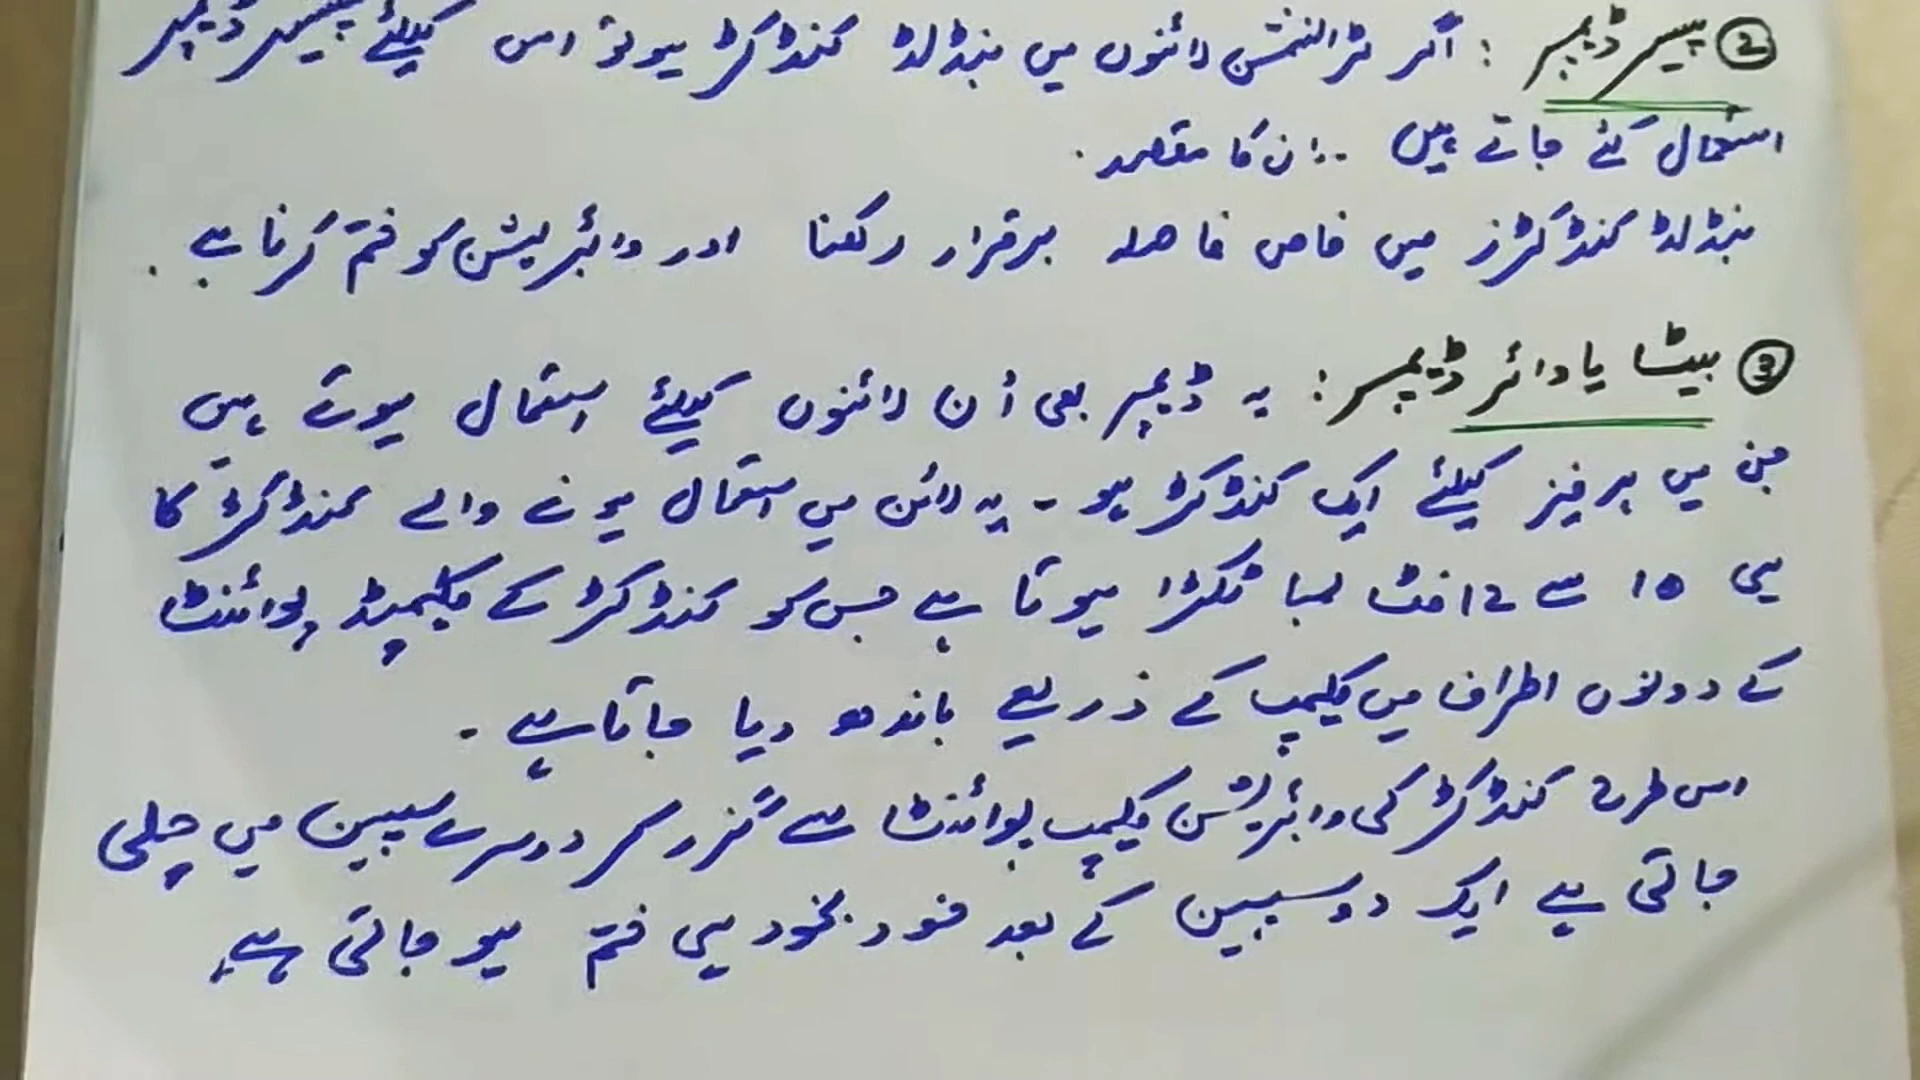 ② سپیسر ڈیمپر : اگر ٹرانسمشن لائنوں میں بنڈلڈ کنڈکٹر ہو تو اس کیلئے سپیسر ڈیمپر
استعمال کئے جاتے ہیں ۔ ان کا مقصد
بنڈلڈ کنڈکٹرز میں خاص فاصلہ برقرار رکھنا اور وائبریشن کو ختم کرنا ہے ۔
③ بیٹا یا وائر ڈیمپر : یہ ڈیمپر بھی اُن لائنوں کیلئے استعمال ہوتے ہیں
جن میں ہر فیز کیلئے ایک کنڈکٹر ہو ۔ یہ لائن میں استعمال ہونے والے کنڈکٹر کا
ہی 10 سے 12 فٹ لمبا ٹکڑا ہوتا ہے جس کو کنڈکٹر کے کلیمپڈ پوائنٹ
کے دونوں اطراف میں کلیمپ کے ذریعے باندھ دیا جاتا ہے ۔
اس طرح کنڈکٹر کی وائبریشن کلیمپ پوائنٹ سے گزر کر دوسرے سپین میں چلی
جاتی ہے ایک دو سپین کے بعد خود بخود ہی ختم ہو جاتی ہے